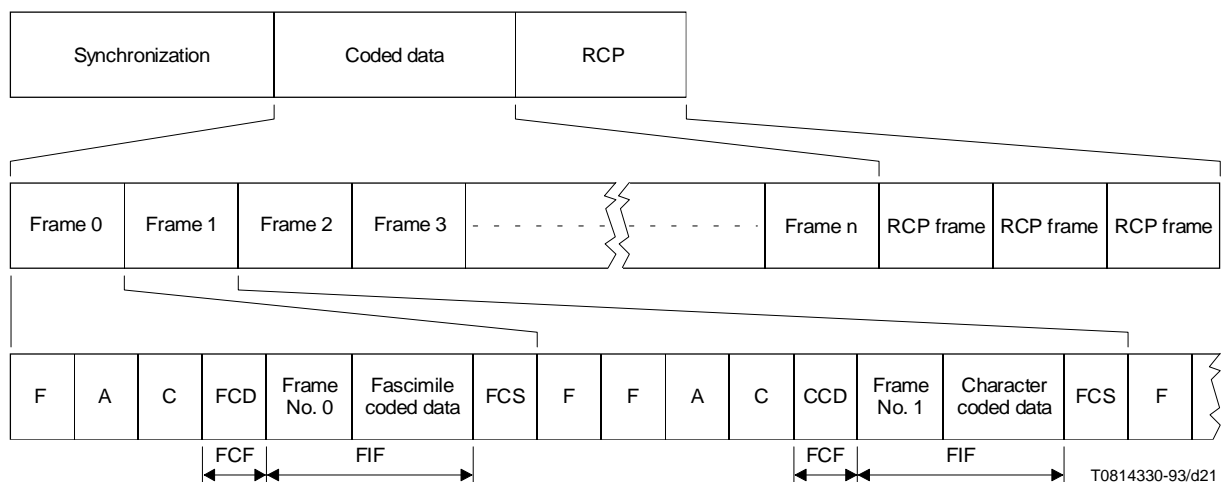 Synchronization Coded data RCP
Frame 0 Frame 1 Frame 2 Frame 3 Frame n RCP frame RCP frame RCP frame
F A C FCD Frame No. 0 Fascimile coded data FCS F F A C CCD Frame No. 1 Character coded data FCS F
FCF FIF FCF FIF
T0814330-93/d21